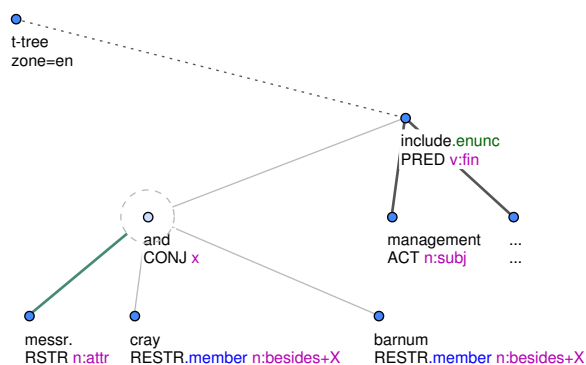 t-tree
zone=en
include.enunc
PRED v:fin
and
CONJ x
management
ACT n:subj
...
...
messr.
RSTR n:attr
cray
RESTR.member n:besides+X
barnum
RESTR.member n:besides+X